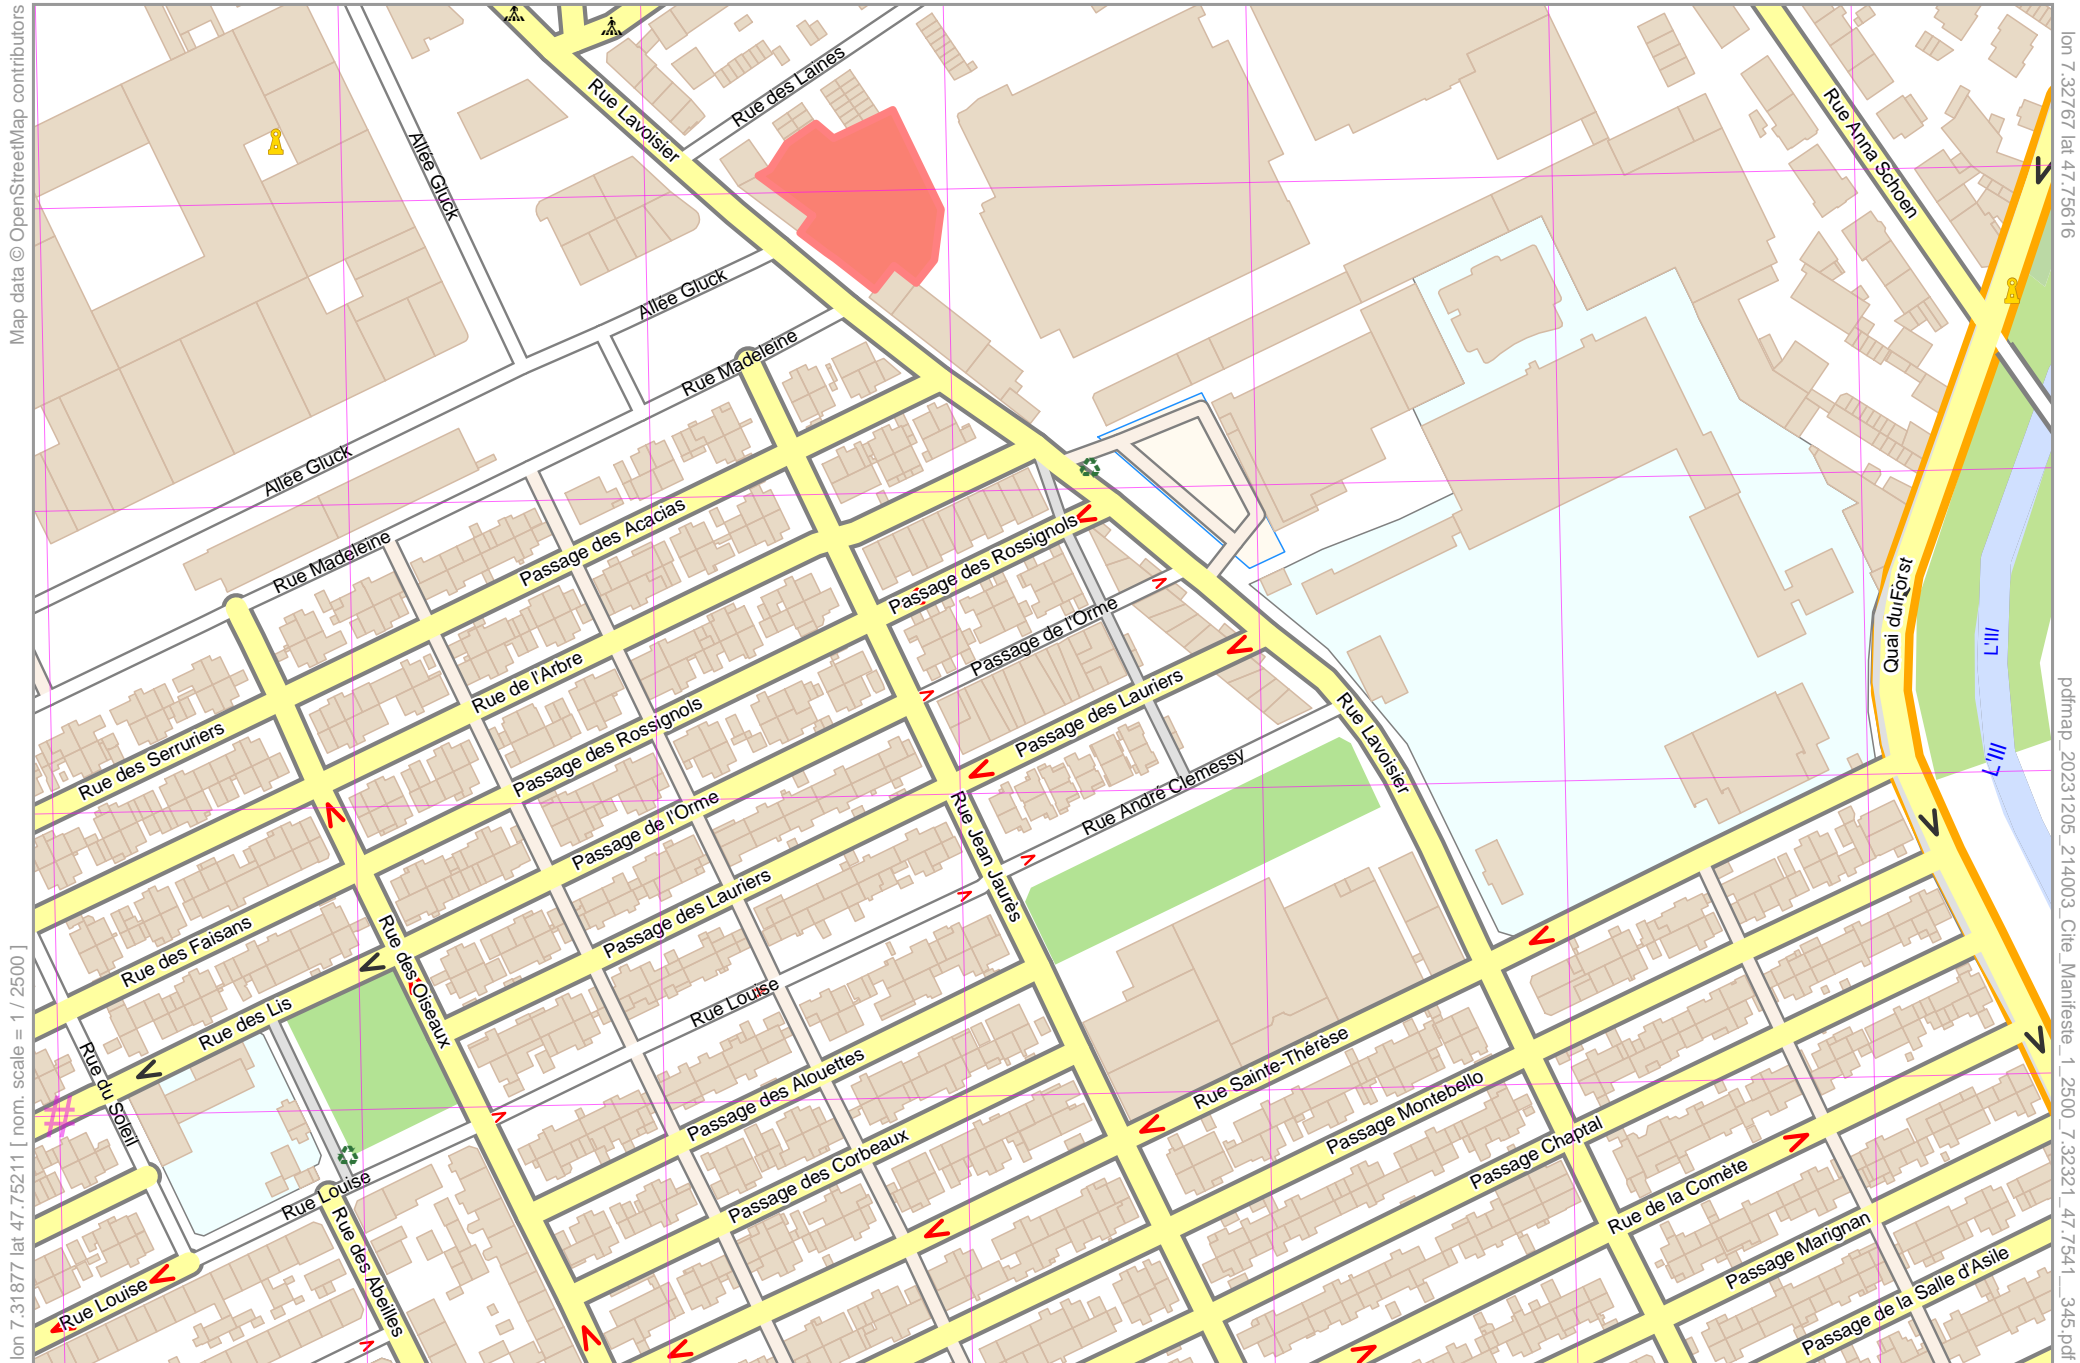 Map data © OpenStreetMap contributors
lon 7.32767 lat 47.75616
Rue des Laines
Rue Lavoisier
Rue Anna Schoen
Allée Gluck
Allée Gluck
Rue Madeleine
Allée Gluck
Passage des Acacias
Passage des Rossignols
Rue Madeleine
Passage de l'Orme
Quai du Forst
L'Ill
Rue de l'Arbre
Passage des Lauriers
Passage des Rossignols
Rue Lavoisier
Rue des Serruriers
L'Ill
Rue André Clemessy
Passage de l'Orme
Rue Jean Jaurès
Passage des Lauriers
Rue des Faisans
Rue des Oiseaux
Rue Louise
Rue des Lis
Rue Sainte-Thérèse
Rue du Soleil
Passage des Alouettes
Passage Montebello
Passage Chaptal
Passage des Corbeaux
Rue Louise
Rue de la Comète
Passage Marignan
Rue des Abeilles
Rue Louise
Passage de la Salle d'Asile
#
lon 7.31877 lat 47.75211 [ nom. scale = 1 / 2500 ]
pdfmap_20231205_214003_Cite_Manifeste_1_2500_7.32321_47.7541__345.pdf